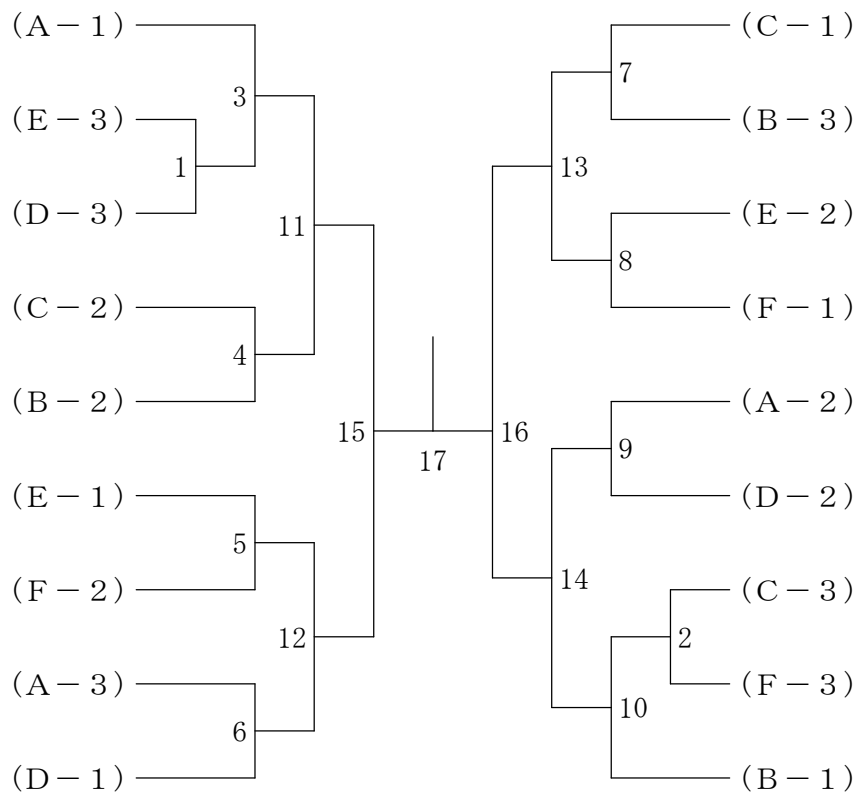 (A－1)
(E－3)
(D－3)
(C－2)
(B－2)
(E－1)
(F－2)
(A－3)
(D－1)
1
3
4
5
6
11
12
15
17
16
13
14
7
8
9
10
2
(C－1)
(B－3)
(E－2)
(F－1)
(A－2)
(D－2)
(C－3)
(F－3)
(B－1)